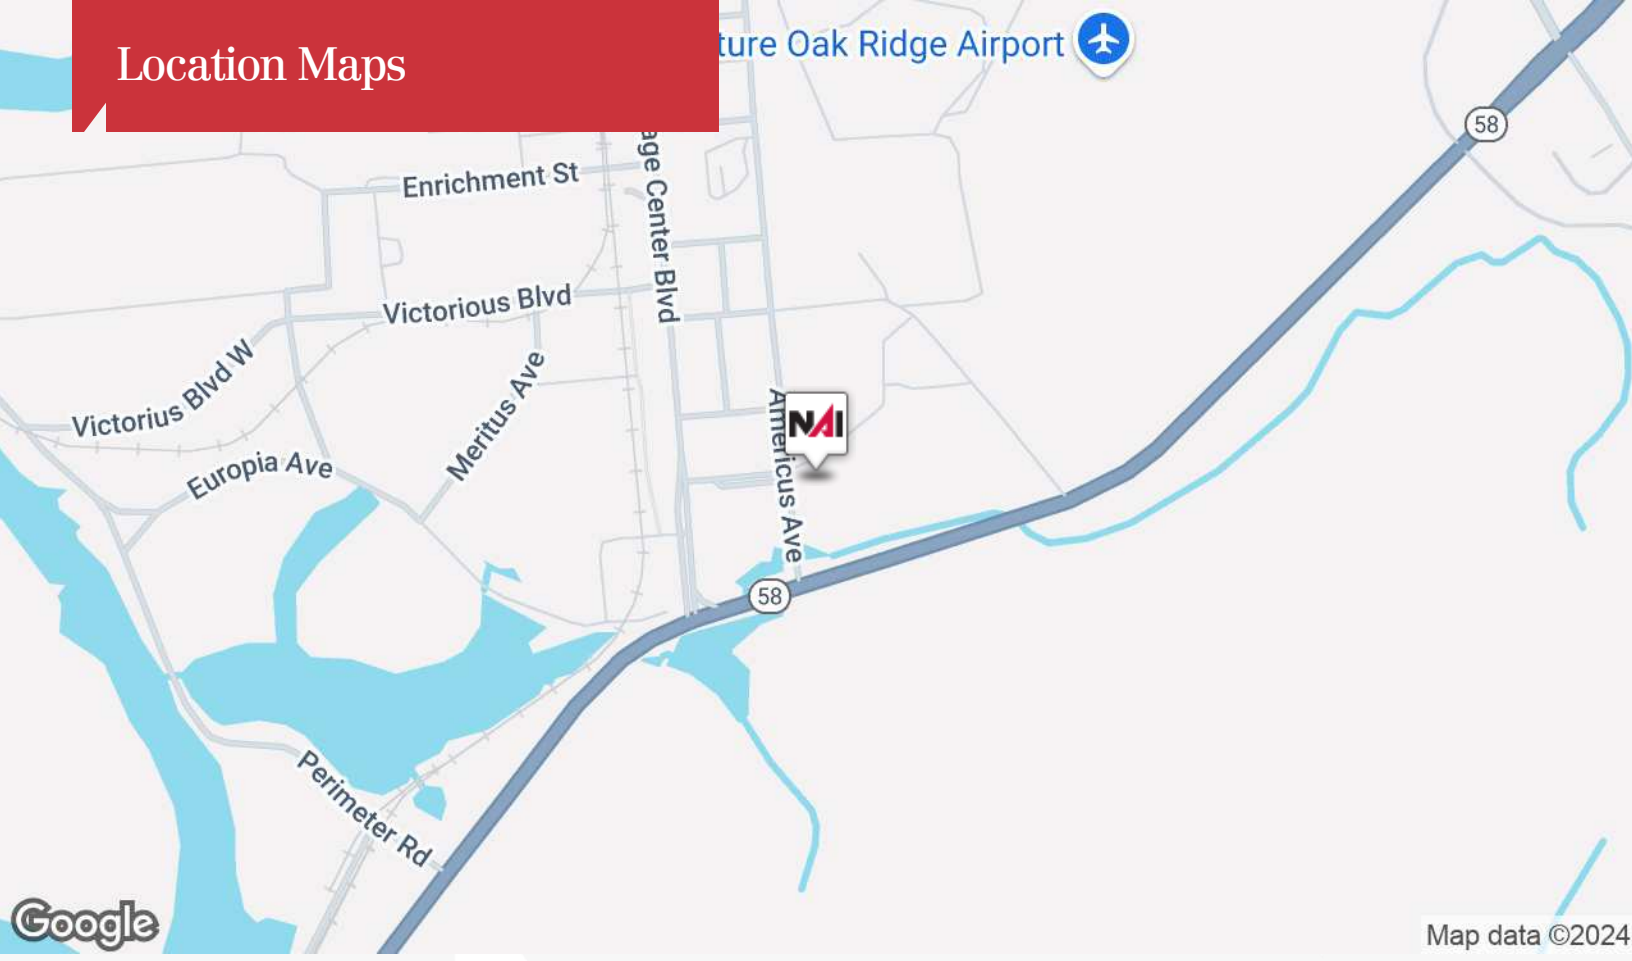 Location Maps
ture Oak Ridge Airport
58
Enrichment St
age Center Blvd
Victorious Blvd
Victorius Blvd W
Meritus Ave
Americus Ave
NAI
Europia Ave
58
Perimeter Rd
Google
Map data ©2024